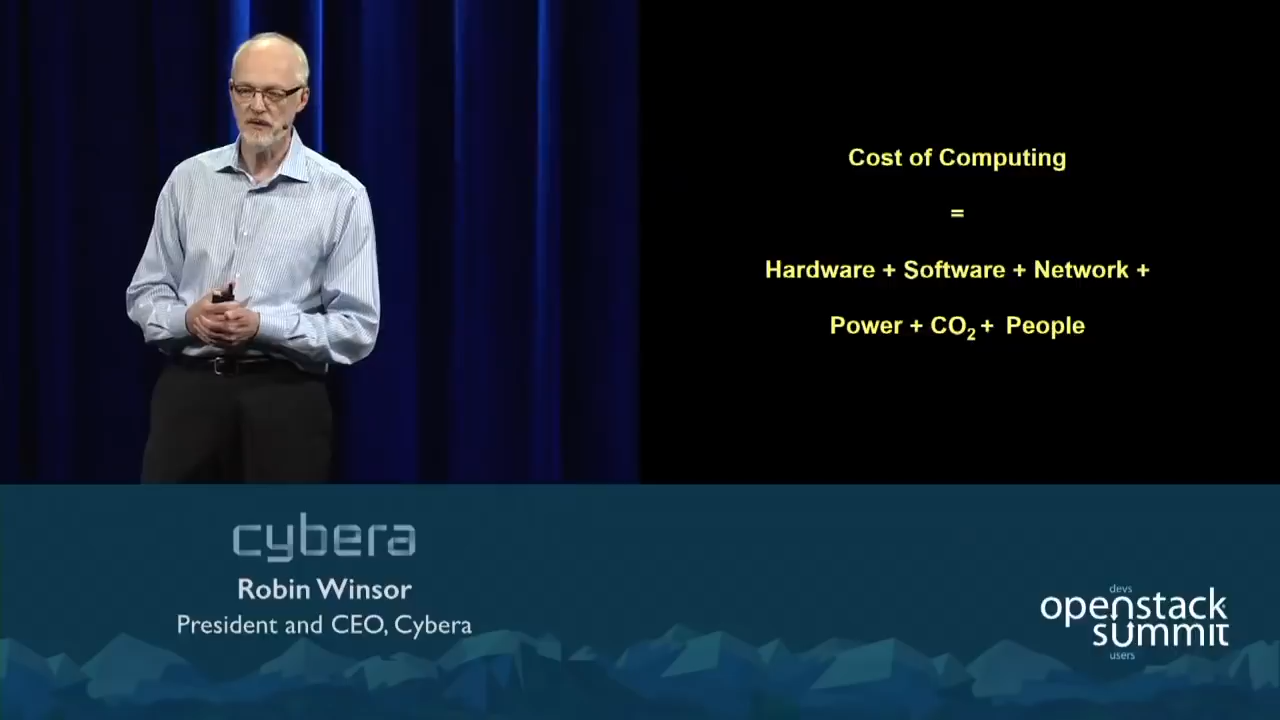 Cost of Computing
=
Hardware + Software + Network +
Power + CO₂ + People
cybera
Robin Winsor
President and CEO, Cybera
devs
openstack
summit
users